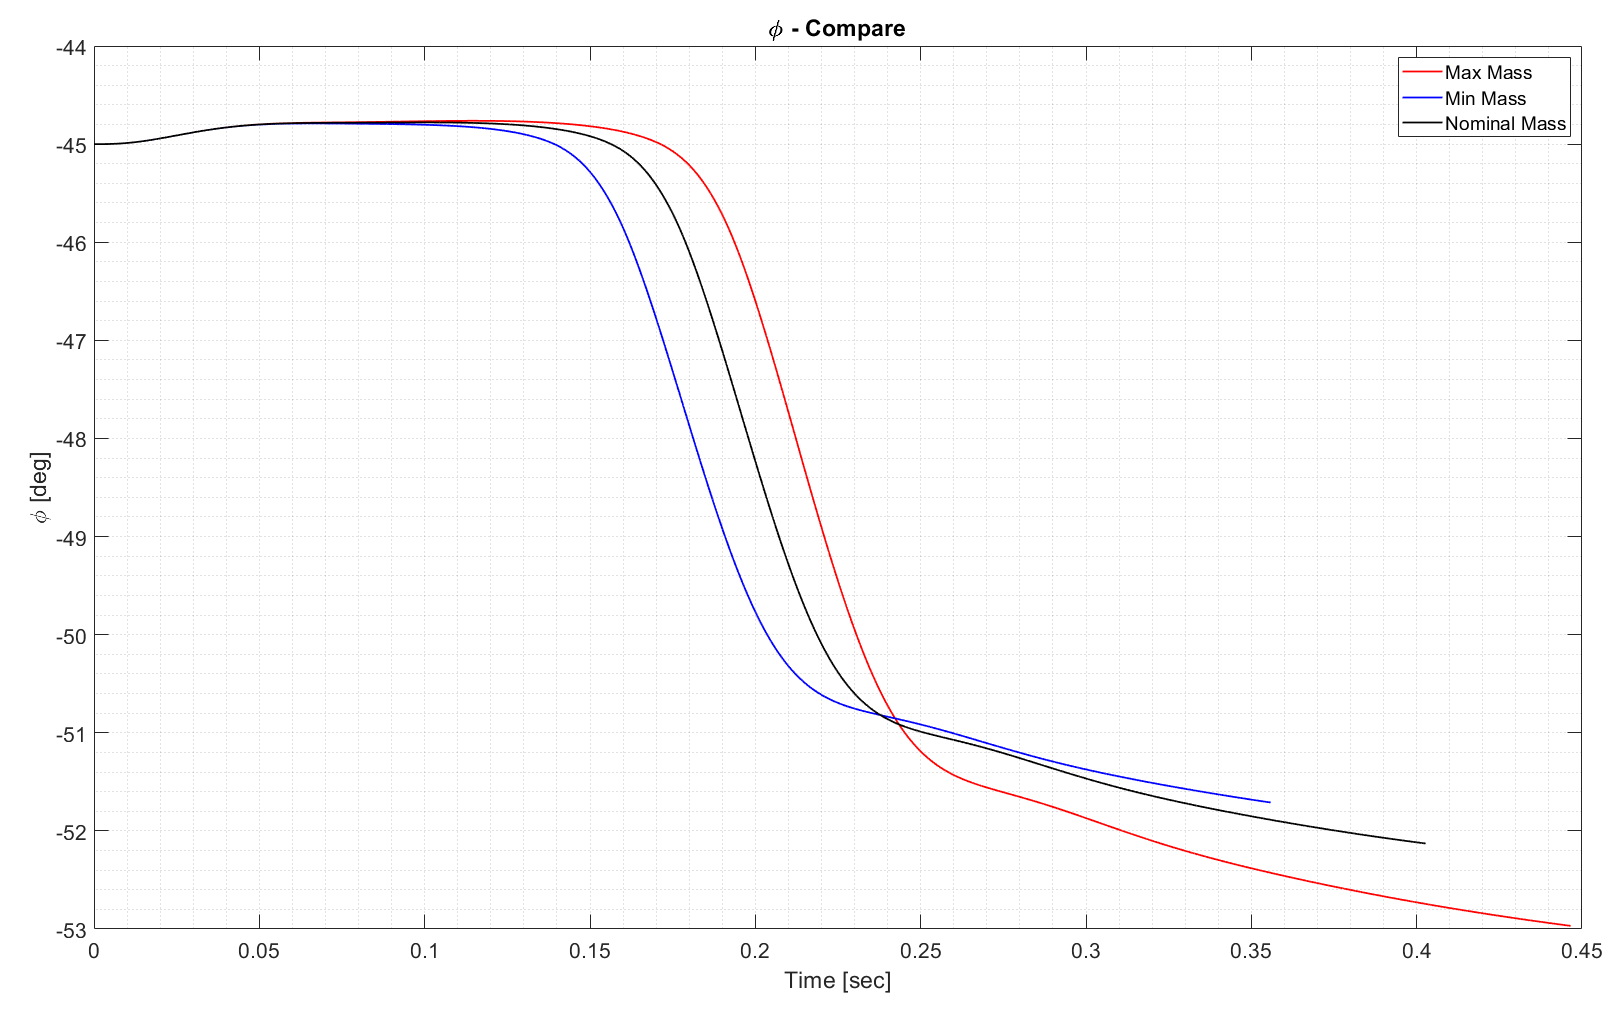 ϕ - Compare
Max Mass
Min Mass
Nominal Mass
-44
-45
-46
-47
-48
-49
-50
-51
-52
-53
ϕ [deg]
0 0.05 0.1 0.15 0.2 0.25 0.3 0.35 0.4 0.45
Time [sec]